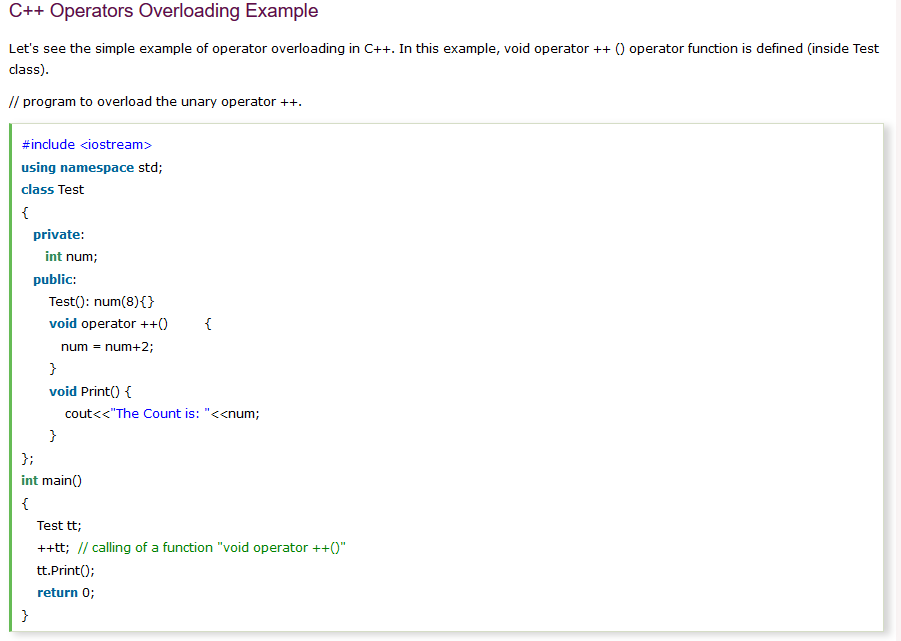 C++ Operators Overloading Example
Let's see the simple example of operator overloading in C++. In this example, void operator ++ () operator function is defined (inside Test
class).
// program to overload the unary operator ++.
#include <iostream>
using namespace std;
class Test
{
private:
int num;
public:
Test(): num(8){}
void operator ++() {
num = num+2;
}
void Print() {
cout<<"The Count is: "<<num;
}
};
int main()
{
Test tt;
++tt; // calling of a function "void operator ++()"
tt.Print();
return 0;
}